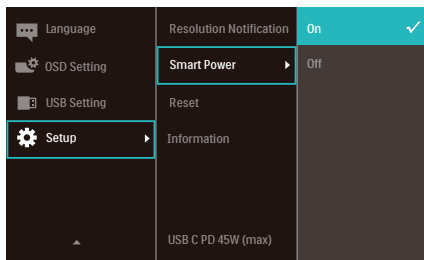 Language
OSD Setting
USB Setting
Setup
Resolution Notification
Smart Power
Reset
Information
USB C PD 45W (max)
On
Off